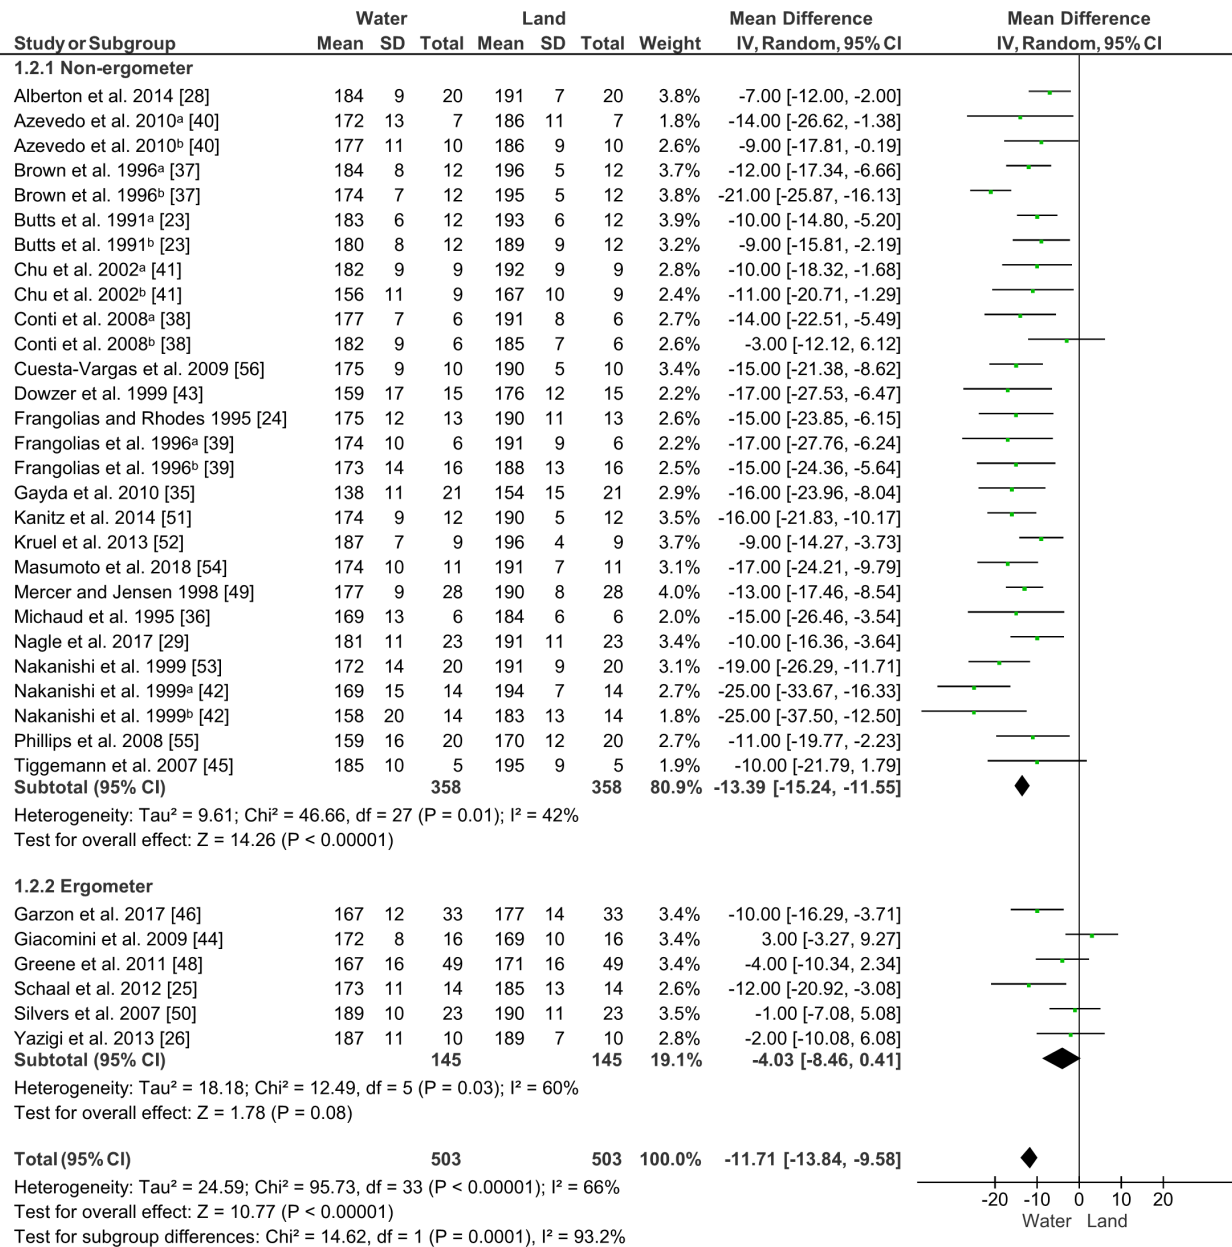 Water Land Mean Difference Mean Difference
Study or Subgroup Mean SD Total Mean SD Total Weight IV, Random, 95% CI IV, Random, 95% CI
1.2.1 Non-ergometer
Alberton et al. 2014 [28] 184 9 20 191 7 20 3.8% -7.00 [-12.00, -2.00]
Azevedo et al. 2010ᵃ [40] 172 13 7 186 11 7 1.8% -14.00 [-26.62, -1.38]
Azevedo et al. 2010ᵇ [40] 177 11 10 186 9 10 2.6% -9.00 [-17.81, -0.19]
Brown et al. 1996ᵃ [37] 184 8 12 196 5 12 3.7% -12.00 [-17.34, -6.66]
Brown et al. 1996ᵇ [37] 174 7 12 195 5 12 3.8% -21.00 [-25.87, -16.13]
Butts et al. 1991ᵃ [23] 183 6 12 193 6 12 3.9% -10.00 [-14.80, -5.20]
Butts et al. 1991ᵇ [23] 180 8 12 189 9 12 3.2% -9.00 [-15.81, -2.19]
Chu et al. 2002ᵃ [41] 182 9 9 192 9 9 2.8% -10.00 [-18.32, -1.68]
Chu et al. 2002ᵇ [41] 156 11 9 167 10 9 2.4% -11.00 [-20.71, -1.29]
Conti et al. 2008ᵃ [38] 177 7 6 191 8 6 2.7% -14.00 [-22.51, -5.49]
Conti et al. 2008ᵇ [38] 182 9 6 185 7 6 2.6% -3.00 [-12.12, 6.12]
Cuesta-Vargas et al. 2009 [56] 175 9 10 190 5 10 3.4% -15.00 [-21.38, -8.62]
Dowzer et al. 1999 [43] 159 17 15 176 12 15 2.2% -17.00 [-27.53, -6.47]
Frangolias and Rhodes 1995 [24] 175 12 13 190 11 13 2.6% -15.00 [-23.85, -6.15]
Frangolias et al. 1996ᵃ [39] 174 10 6 191 9 6 2.2% -17.00 [-27.76, -6.24]
Frangolias et al. 1996ᵇ [39] 173 14 16 188 13 16 2.5% -15.00 [-24.36, -5.64]
Gayda et al. 2010 [35] 138 11 21 154 15 21 2.9% -16.00 [-23.96, -8.04]
Kanitz et al. 2014 [51] 174 9 12 190 5 12 3.5% -16.00 [-21.83, -10.17]
Kruel et al. 2013 [52] 187 7 9 196 4 9 3.7% -9.00 [-14.27, -3.73]
Masumoto et al. 2018 [54] 174 10 11 191 7 11 3.1% -17.00 [-24.21, -9.79]
Mercer and Jensen 1998 [49] 177 9 28 190 8 28 4.0% -13.00 [-17.46, -8.54]
Michaud et al. 1995 [36] 169 13 6 184 6 6 2.0% -15.00 [-26.46, -3.54]
Nagle et al. 2017 [29] 181 11 23 191 11 23 3.4% -10.00 [-16.36, -3.64]
Nakanishi et al. 1999 [53] 172 14 20 191 9 20 3.1% -19.00 [-26.29, -11.71]
Nakanishi et al. 1999ᵃ [42] 169 15 14 194 7 14 2.7% -25.00 [-33.67, -16.33]
Nakanishi et al. 1999ᵇ [42] 158 20 14 183 13 14 1.8% -25.00 [-37.50, -12.50]
Phillips et al. 2008 [55] 159 16 20 170 12 20 2.7% -11.00 [-19.77, -2.23]
Tiggemann et al. 2007 [45] 185 10 5 195 9 5 1.9% -10.00 [-21.79, 1.79]
Subtotal (95% CI) 358 358 80.9% -13.39 [-15.24, -11.55]
Heterogeneity: Tau² = 9.61; Chi² = 46.66, df = 27 (P = 0.01); I² = 42%
Test for overall effect: Z = 14.26 (P < 0.00001)
1.2.2 Ergometer
Garzon et al. 2017 [46] 167 12 33 177 14 33 3.4% -10.00 [-16.29, -3.71]
Giacomini et al. 2009 [44] 172 8 16 169 10 16 3.4% 3.00 [-3.27, 9.27]
Greene et al. 2011 [48] 167 16 49 171 16 49 3.4% -4.00 [-10.34, 2.34]
Schaal et al. 2012 [25] 173 11 14 185 13 14 2.6% -12.00 [-20.92, -3.08]
Silvers et al. 2007 [50] 189 10 23 190 11 23 3.5% -1.00 [-7.08, 5.08]
Yazigi et al. 2013 [26] 187 11 10 189 7 10 2.8% -2.00 [-10.08, 6.08]
Subtotal (95% CI) 145 145 19.1% -4.03 [-8.46, 0.41]
Heterogeneity: Tau² = 18.18; Chi² = 12.49, df = 5 (P = 0.03); I² = 60%
Test for overall effect: Z = 1.78 (P = 0.08)
Total (95% CI) 503 503 100.0% -11.71 [-13.84, -9.58]
Heterogeneity: Tau² = 24.59; Chi² = 95.73, df = 33 (P < 0.00001); I² = 66%
-20 -10 0 10 20
Test for overall effect: Z = 10.77 (P < 0.00001)
Water Land
Test for subgroup differences: Chi² = 14.62, df = 1 (P = 0.0001), I² = 93.2%